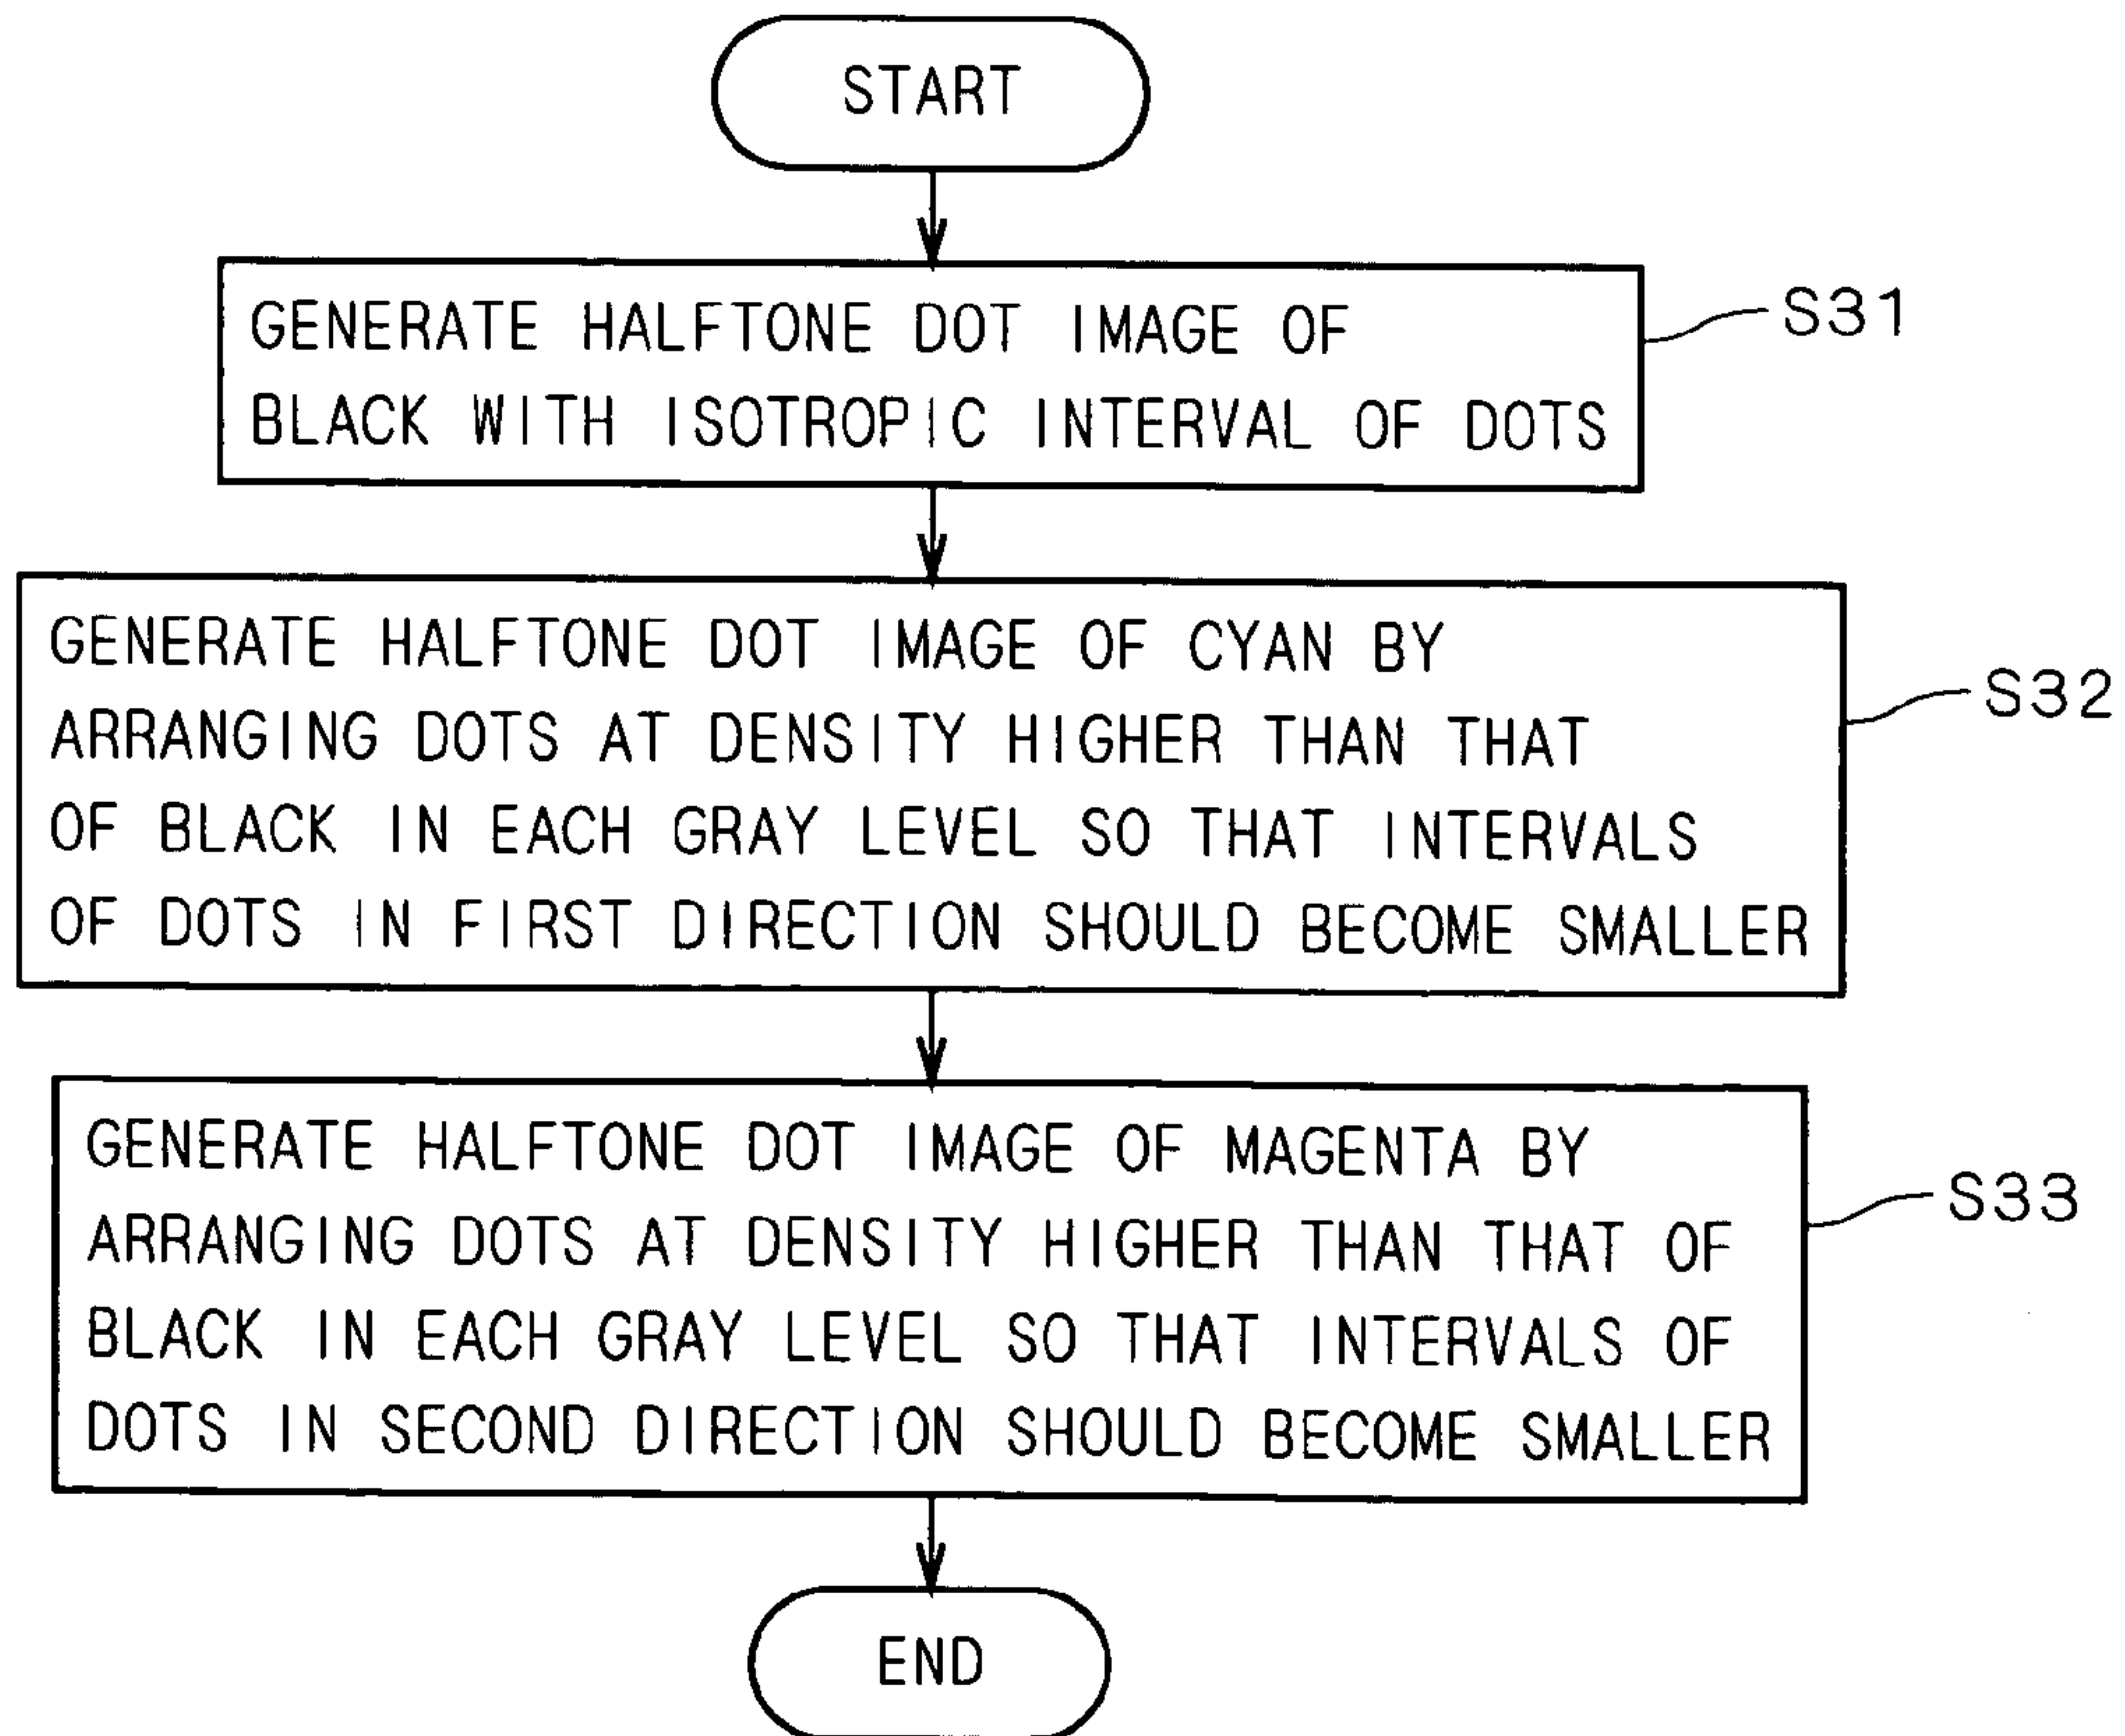 START
GENERATE HALFTONE DOT IMAGE OF
BLACK WITH ISOTROPIC INTERVAL OF DOTS
S31
GENERATE HALFTONE DOT IMAGE OF CYAN BY
ARRANGING DOTS AT DENSITY HIGHER THAN THAT
OF BLACK IN EACH GRAY LEVEL SO THAT INTERVALS
OF DOTS IN FIRST DIRECTION SHOULD BECOME SMALLER
S32
GENERATE HALFTONE DOT IMAGE OF MAGENTA BY
ARRANGING DOTS AT DENSITY HIGHER THAN THAT OF
BLACK IN EACH GRAY LEVEL SO THAT INTERVALS OF
DOTS IN SECOND DIRECTION SHOULD BECOME SMALLER
S33
END